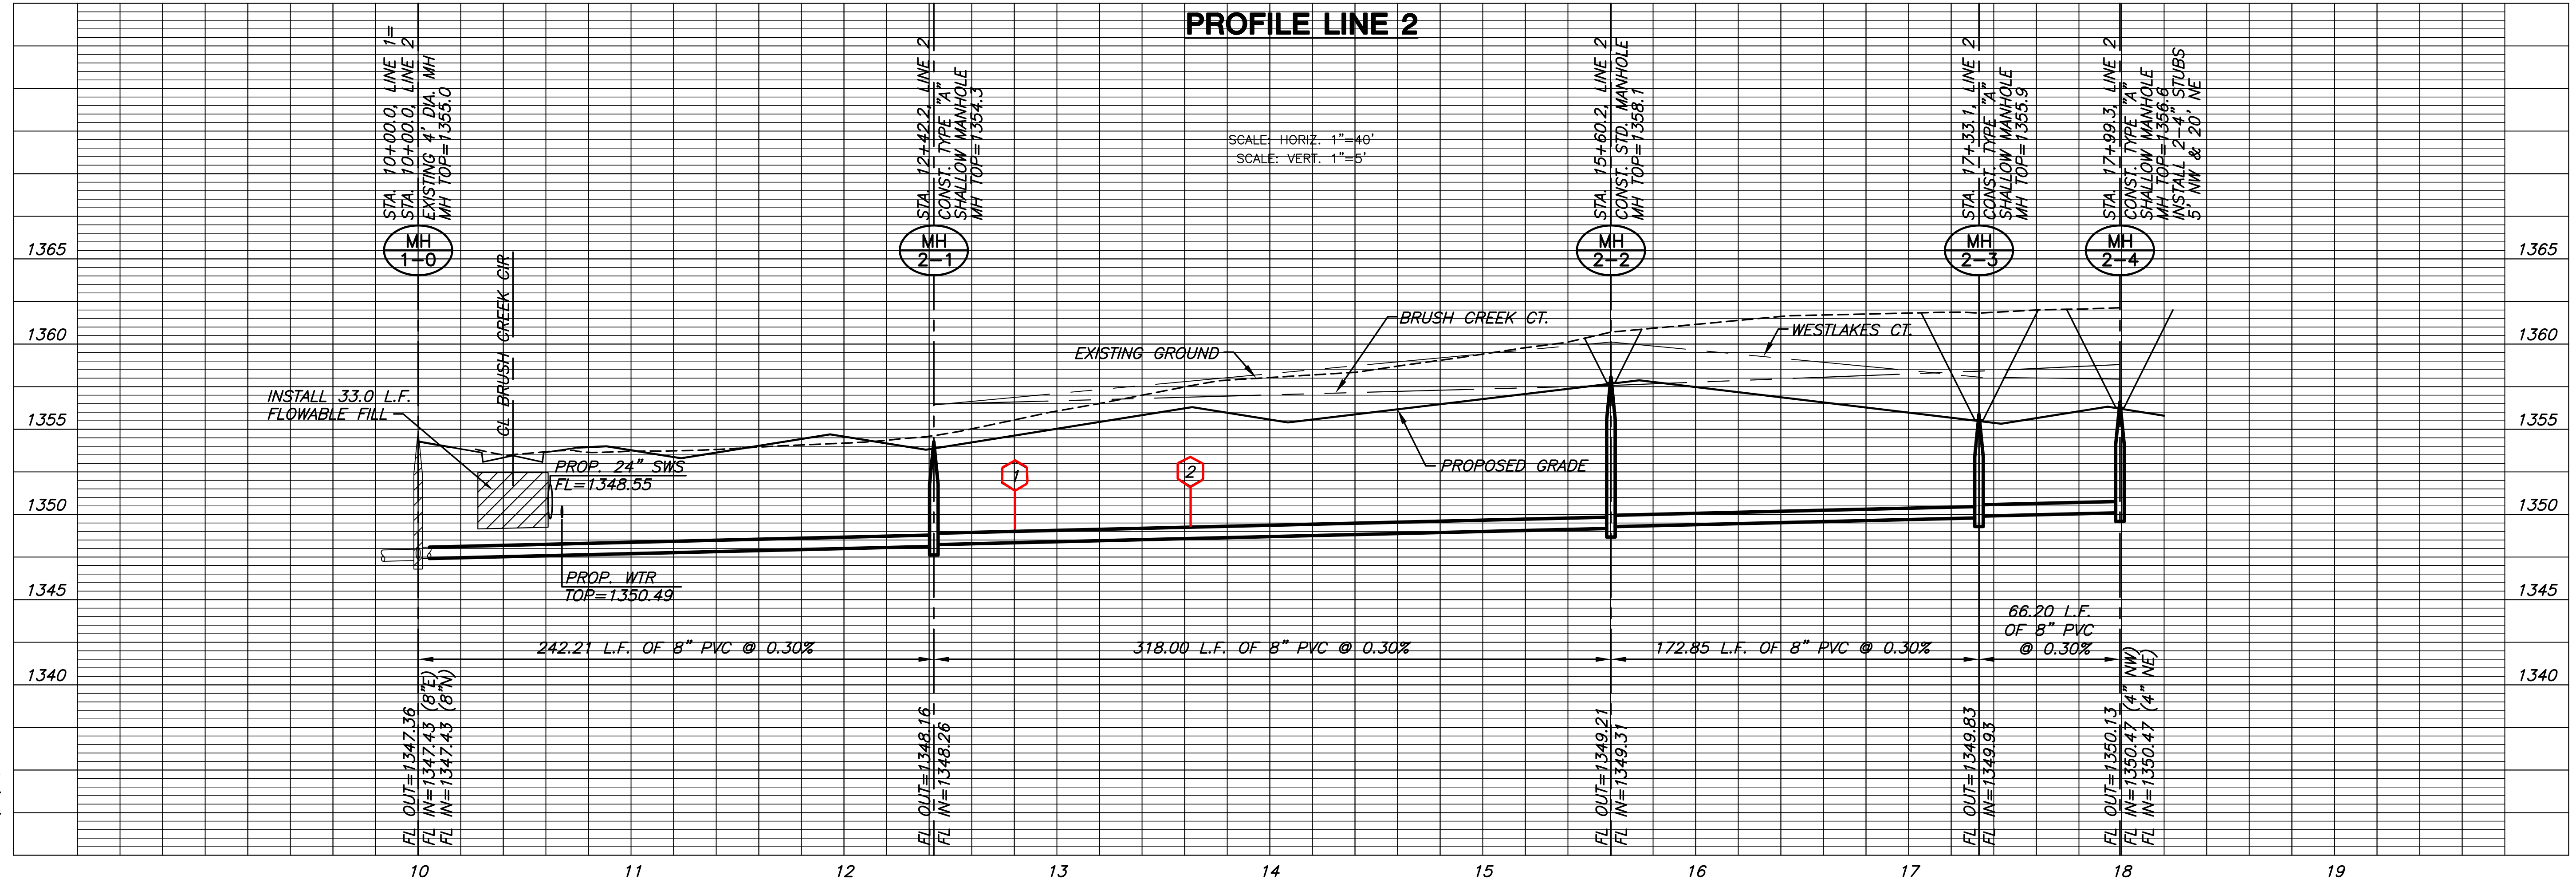 PROFILE LINE 2
SCALE: HORIZ. 1"=40'
SCALE: VERT. 1"=5'
STA. 10+00.0, LINE 1=
STA. 10+00.0, LINE 2
EXISTING 4' DIA. MH
MH TOP=1355.0
STA. 12+42.2, LINE 2
CONST. TYPE "A"
SHALLOW MANHOLE
MH TOP=1354.3
STA. 15+60.2, LINE 2
CONST. STD. MANHOLE
MH TOP=1358.1
STA. 17+33.1, LINE 2
CONST. TYPE "A"
SHALLOW MANHOLE
MH TOP=1355.9
STA. 17+99.3, LINE 2
CONST. TYPE "A"
SHALLOW MANHOLE
MH TOP=1356.6
INSTALL 2-4" STUBS
5' NW & 20' NE
MH
1-0
MH
2-1
MH
2-2
MH
2-3
MH
2-4
1365
1365
1360
1360
1355
1355
1350
1350
1345
1345
1340
1340
CL BRUSH CREEK CIR
INSTALL 33.0 L.F.
FLOWABLE FILL
PROP. 24" SWS
FL=1348.55
PROP. WTR
TOP=1350.49
1
2
EXISTING GROUND
BRUSH CREEK CT.
WESTLAKES CT.
PROPOSED GRADE
242.21 L.F. OF 8" PVC @ 0.30%
318.00 L.F. OF 8" PVC @ 0.30%
172.85 L.F. OF 8" PVC @ 0.30%
66.20 L.F.
OF 8" PVC
@ 0.30%
FL OUT=1347.36
FL IN=1347.43 (8"E)
FL IN=1347.43 (8"N)
FL OUT=1348.16
FL IN=1348.26
FL OUT=1349.21
FL IN=1349.31
FL OUT=1349.83
FL IN=1349.93
FL OUT=1350.13
FL IN=1350.47 (4" NW)
FL IN=1350.47 (4" NE)
10
11
12
13
14
15
16
17
18
19